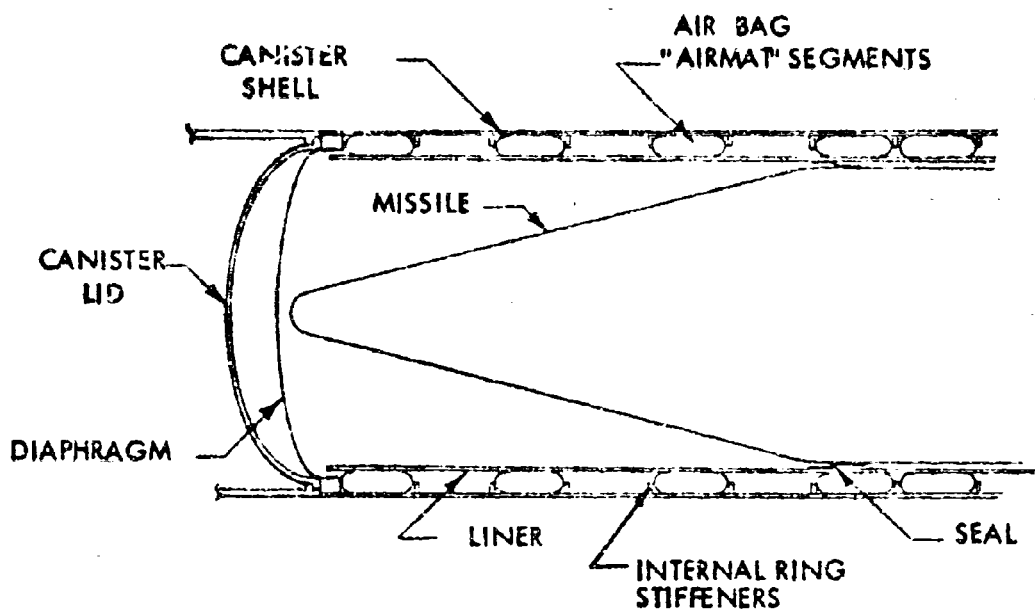 AIR BAG
"AIRMAT" SEGMENTS
CANISTER
SHELL
MISSILE
CANISTER
LID
DIAPHRAGM
LINER
SEAL
INTERNAL RING
STIFFENERS